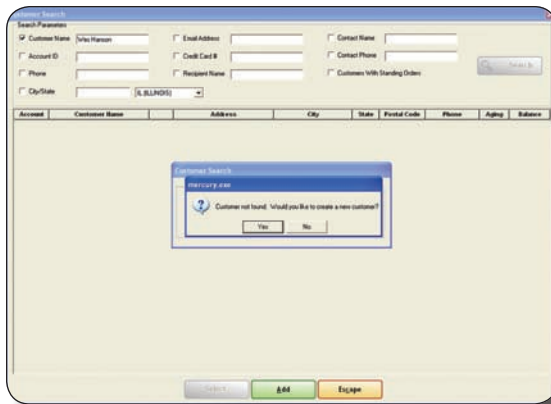 Customer Search
Search Parameters
Customer Name Wes Hanson Email Address Contact Name
Account ID Credit Card # Contact Phone
Phone Recipient Name Customers With Standing Orders
Search
City/State IL (ILLINOIS)
Account Customer Name Address City State Postal Code Phone Aging Balance
Customer Search
mercury.exe
Customer not found. Would you like to create a new customer?
Yes No
Select Add Escape